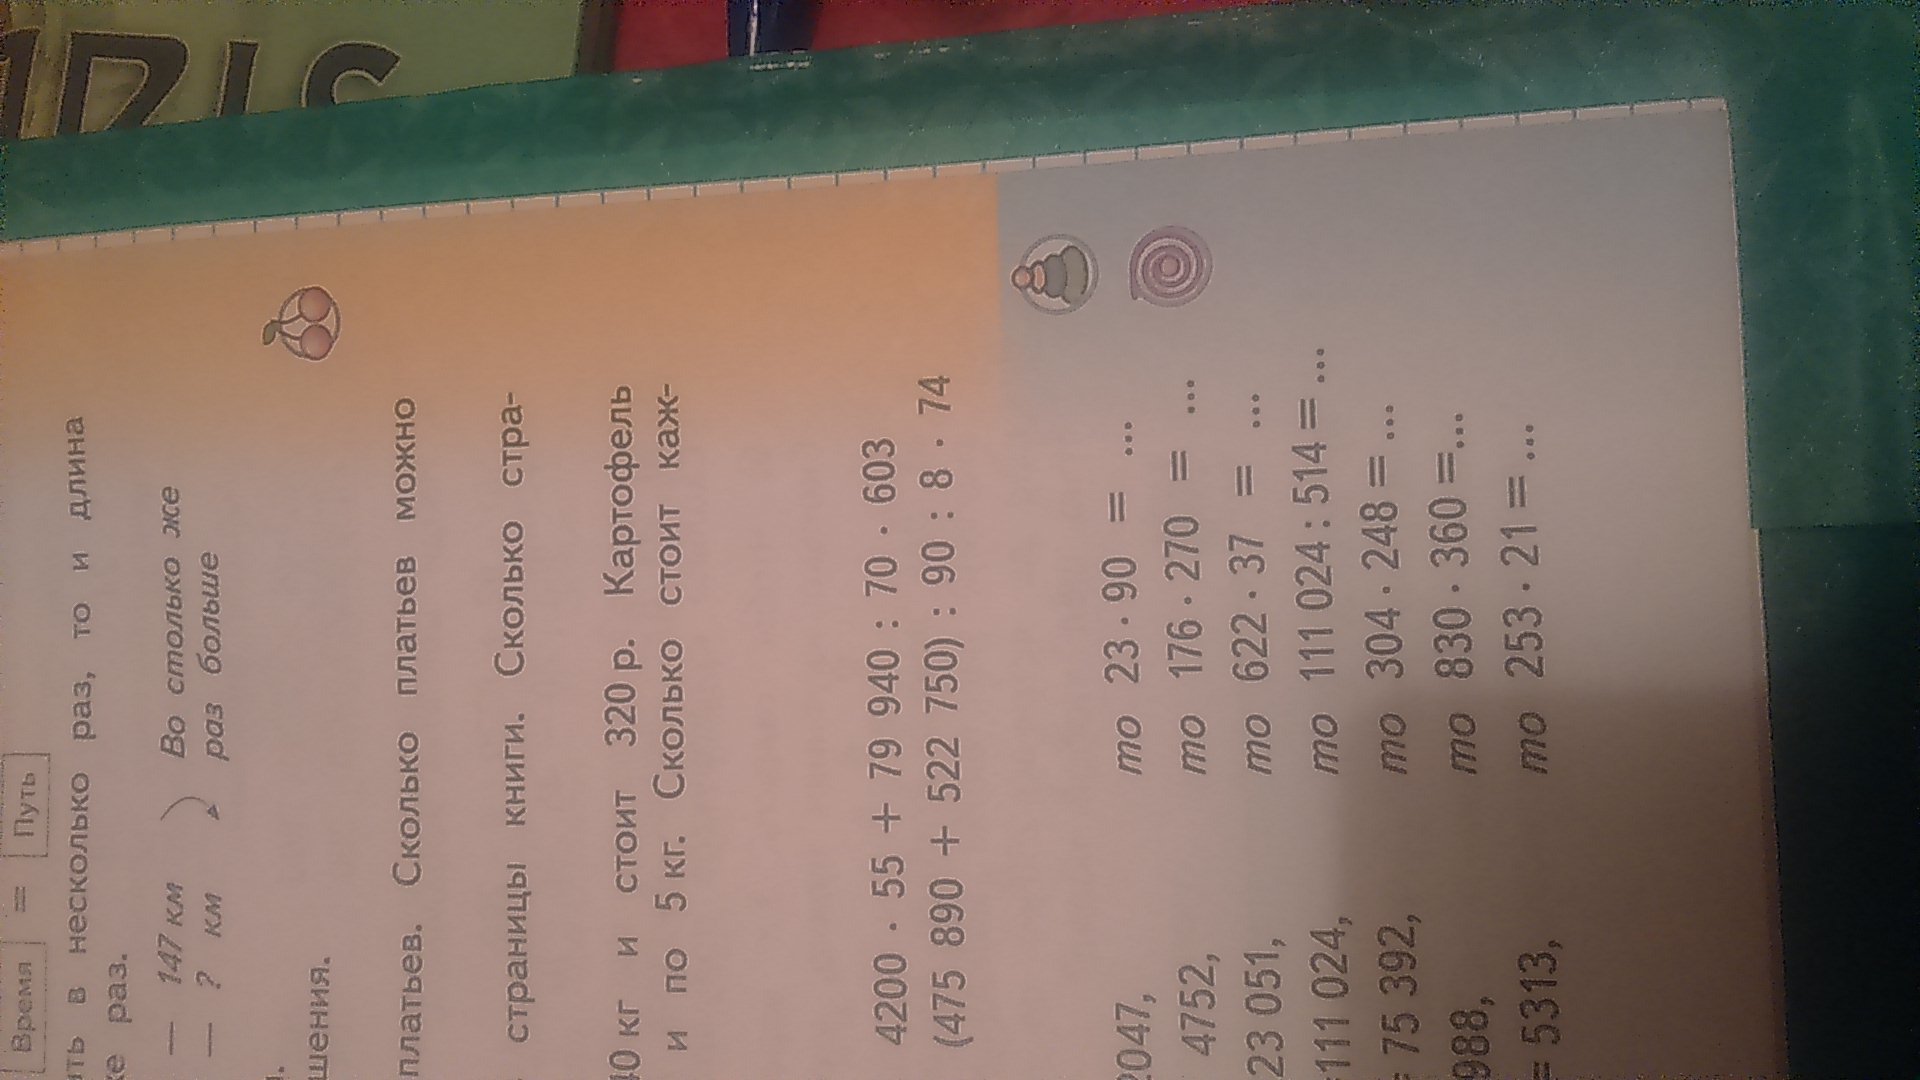 Время = Путь
ть в несколько раз, то и длина
же раз.
— 147 км Во столько же
— ? км раз больше
шения.
платьев. Сколько платьев можно
страницы книги. Сколько стра-
40 кг и стоит 320 р. Картофель
и по 5 кг. Сколько стоит каж-
4200 · 55 + 79 940 : 70 · 603
(475 890 + 522 750) : 90 : 8 · 74
2047, то 23 · 90 = ...
4752, то 176 · 270 = ...
23 051, то 622 · 37 = ...
111 024, то 111 024 : 514 = ...
= 75 392, то 304 · 248 = ...
988, то 830 · 360 = ...
= 5313, то 253 · 21 = ...